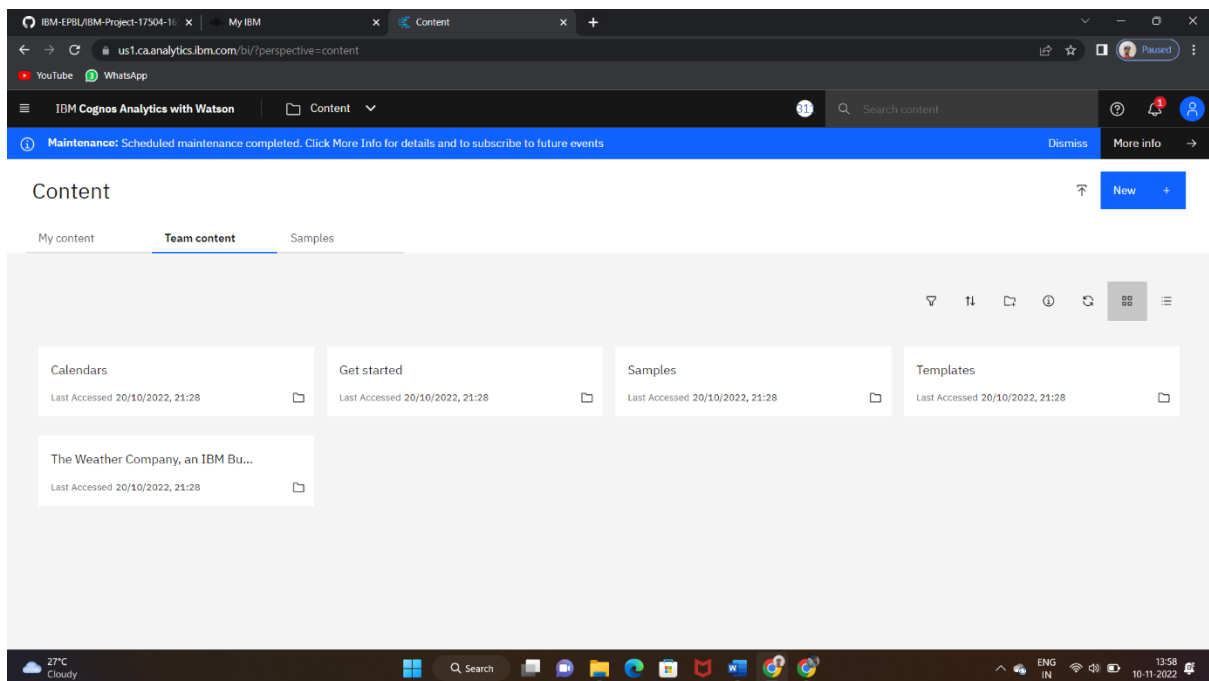 IBM-EPBL/IBM-Project-17504-16
My IBM
Content
us1.ca.analytics.ibm.com/bi/?perspective=content
Paused
YouTube
WhatsApp
IBM Cognos Analytics with Watson
Content
Search content
1
Maintenance: Scheduled maintenance completed. Click More Info for details and to subscribe to future events
Dismiss
More info
Content
New +
My content
Team content
Samples
Calendars
Last Accessed 20/10/2022, 21:28
Get started
Last Accessed 20/10/2022, 21:28
Samples
Last Accessed 20/10/2022, 21:28
Templates
Last Accessed 20/10/2022, 21:28
The Weather Company, an IBM Bu...
Last Accessed 20/10/2022, 21:28
27°C
Cloudy
Search
ENG
IN
13:58
10-11-2022